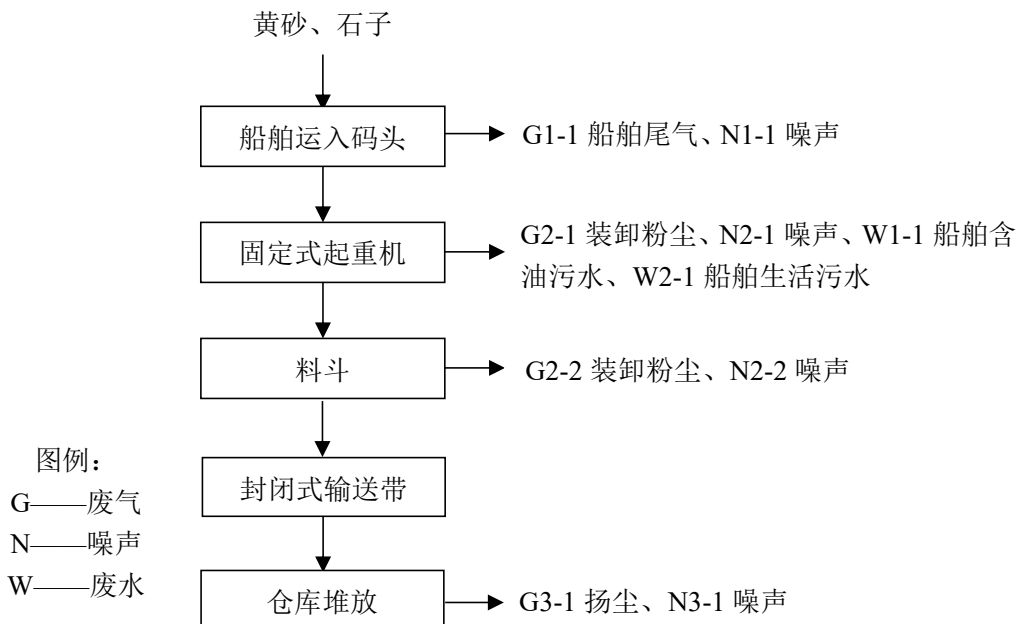 黄砂、石子
船舶运入码头
G1-1 船舶尾气、N1-1 噪声
固定式起重机
G2-1 装卸粉尘、N2-1 噪声、W1-1 船舶含
油污水、W2-1 船舶生活污水
料斗
G2-2 装卸粉尘、N2-2 噪声
图例：
G——废气
N——噪声
W——废水
封闭式输送带
仓库堆放
G3-1 扬尘、N3-1 噪声